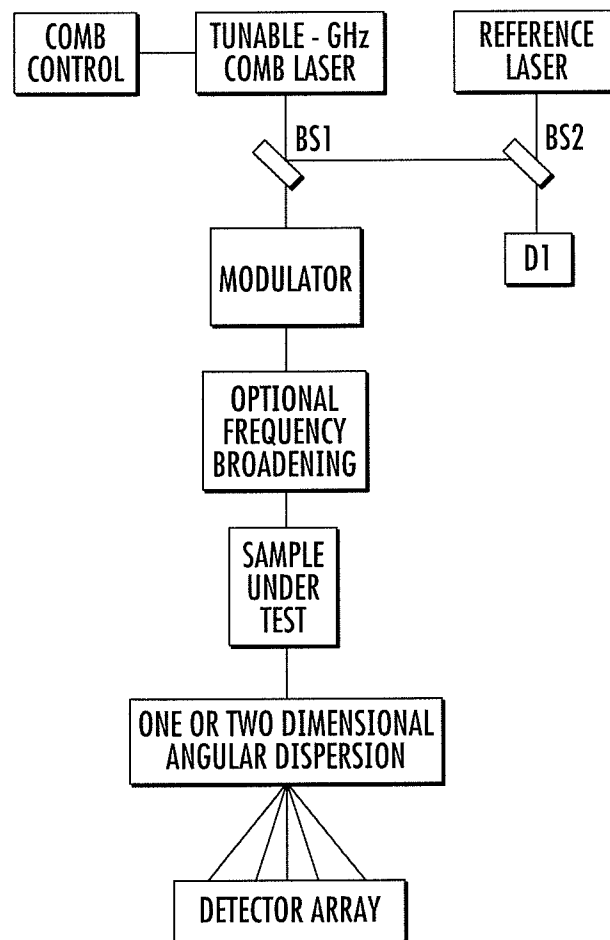 COMB
CONTROL
TUNABLE - GHz
COMB LASER
REFERENCE
LASER
BS1
BS2
D1
MODULATOR
OPTIONAL
FREQUENCY
BROADENING
SAMPLE
UNDER
TEST
ONE OR TWO DIMENSIONAL
ANGULAR DISPERSION
DETECTOR ARRAY